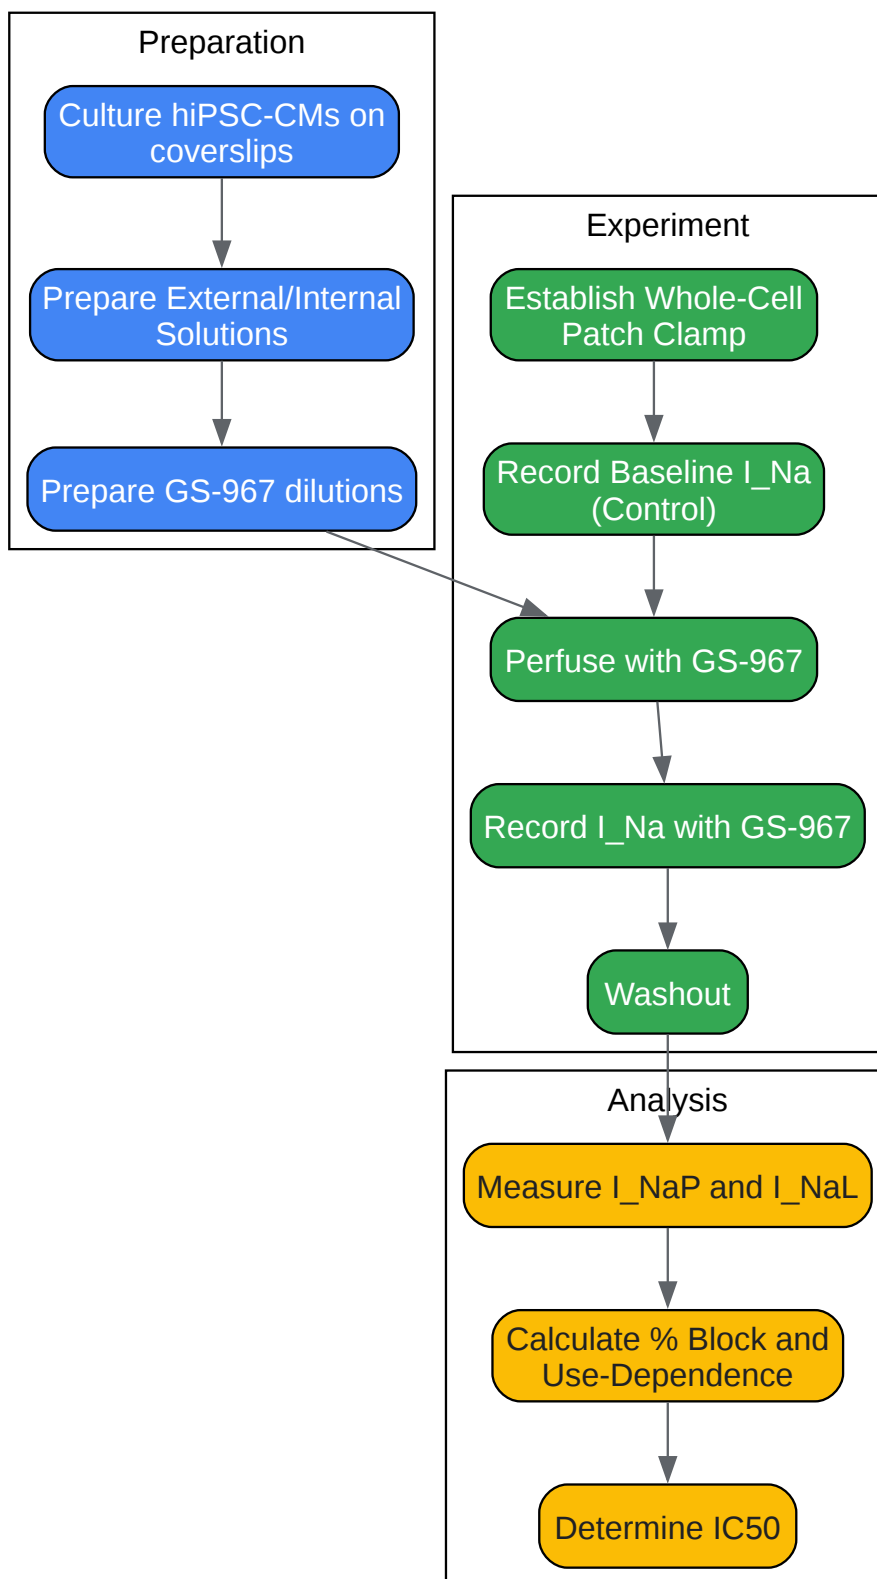 Preparation
Culture hiPSC-CMs on
coverslips
Prepare External/Internal
Solutions
Prepare GS-967 dilutions
Experiment
Establish Whole-Cell
Patch Clamp
Record Baseline I_Na
(Control)
Perfuse with GS-967
Record I_Na with GS-967
Washout
Analysis
Measure I_NaP and I_NaL
Calculate % Block and
Use-Dependence
Determine IC50